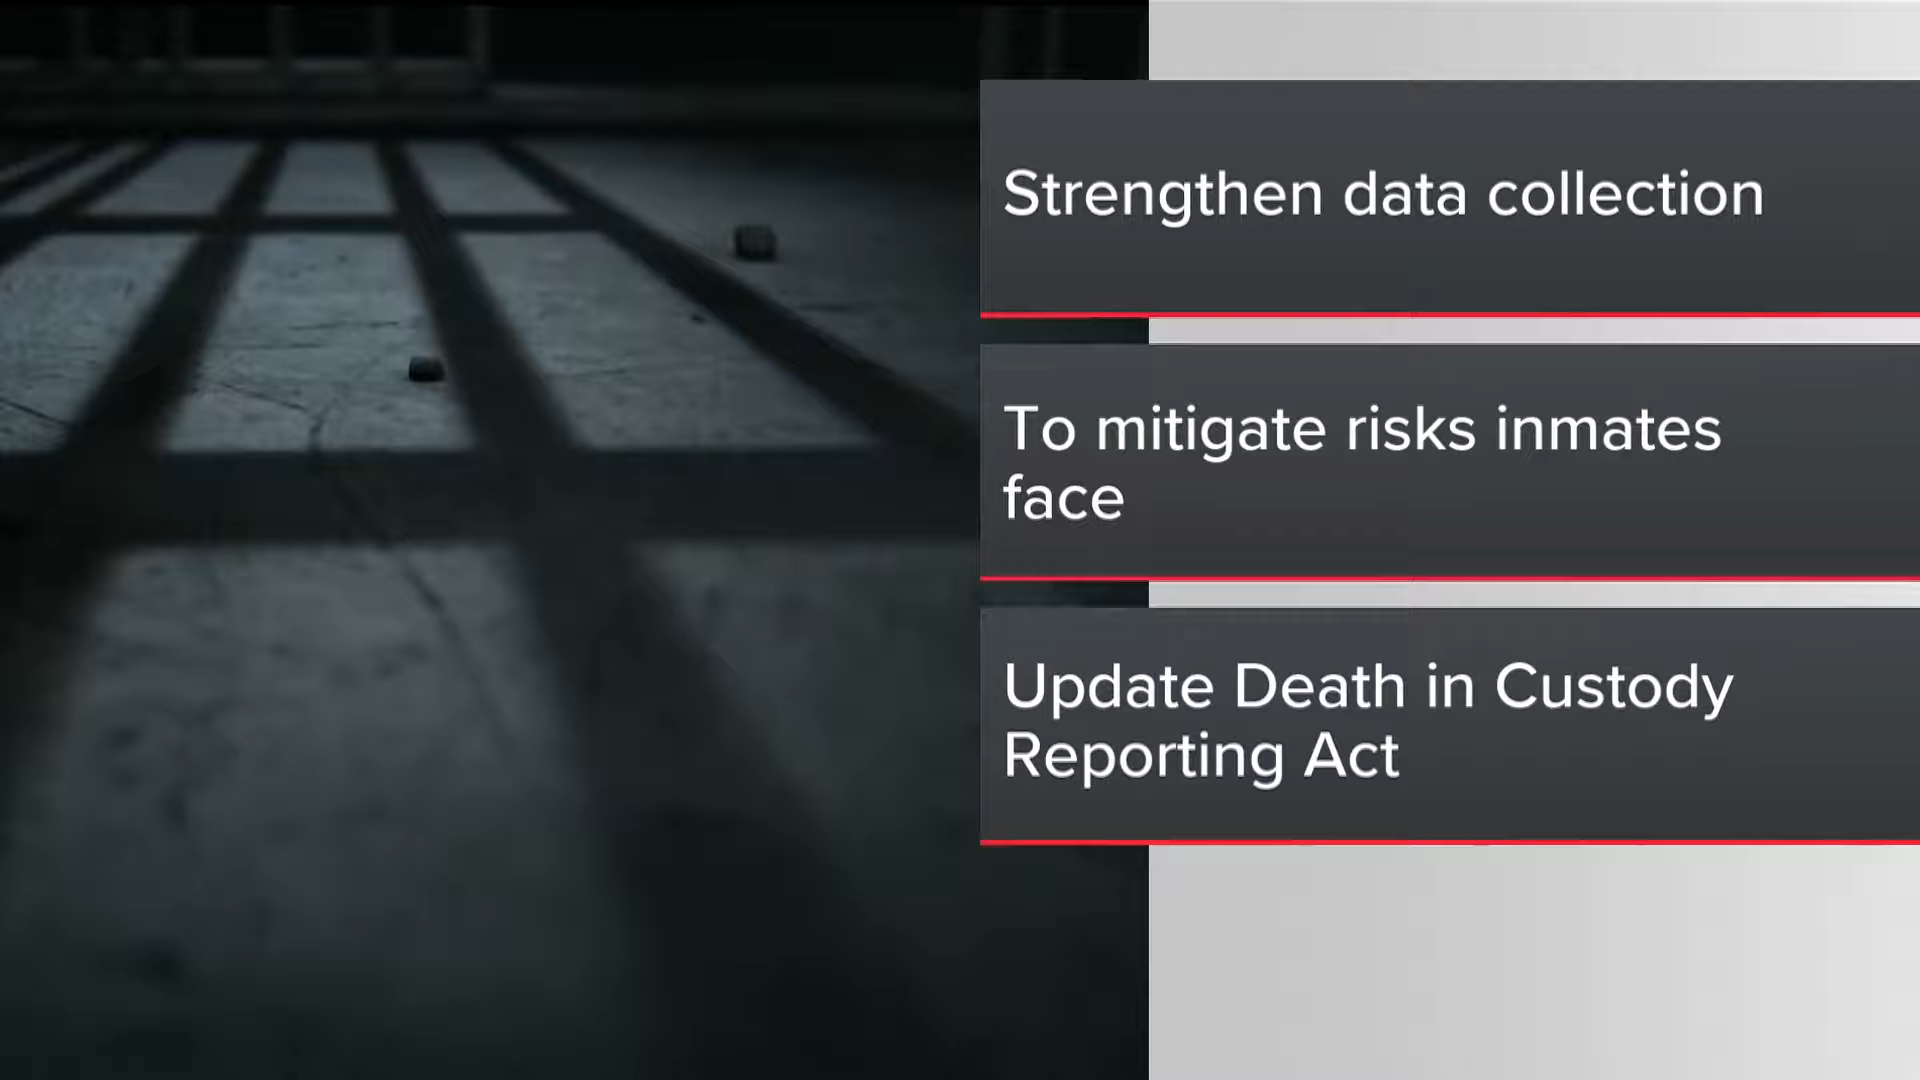 Strengthen data collection
To mitigate risks inmates
face
Update Death in Custody
Reporting Act